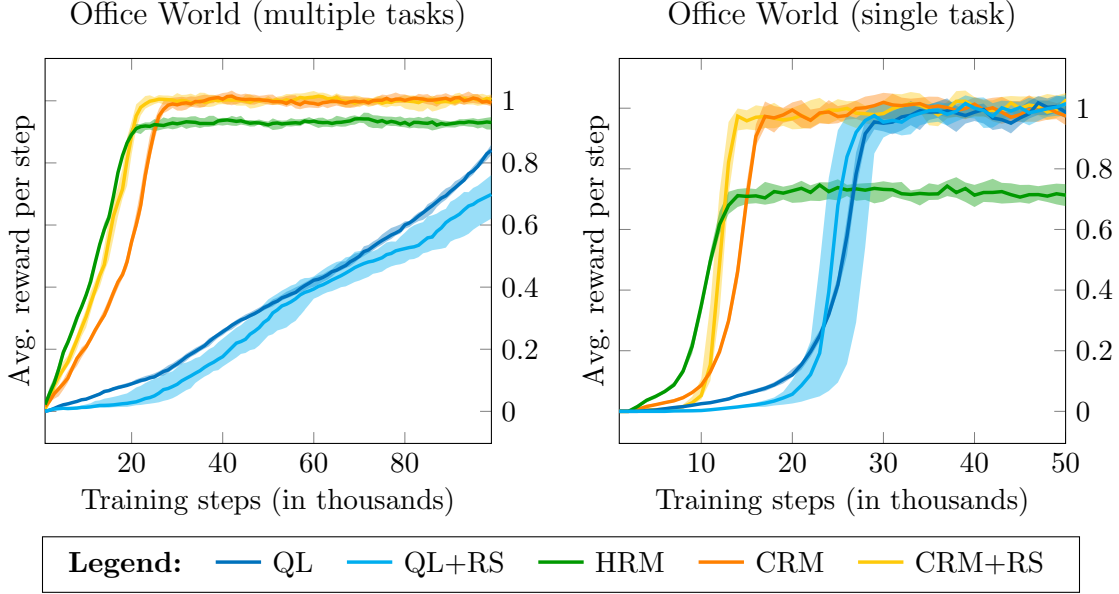 Office World (multiple tasks)
Avg. reward per step
1
0.8
0.6
0.4
0.2
0
20 40 60 80
Training steps (in thousands)
Office World (single task)
Avg. reward per step
1
0.8
0.6
0.4
0.2
0
10 20 30 40 50
Training steps (in thousands)
Legend: QL QL+RS HRM CRM CRM+RS